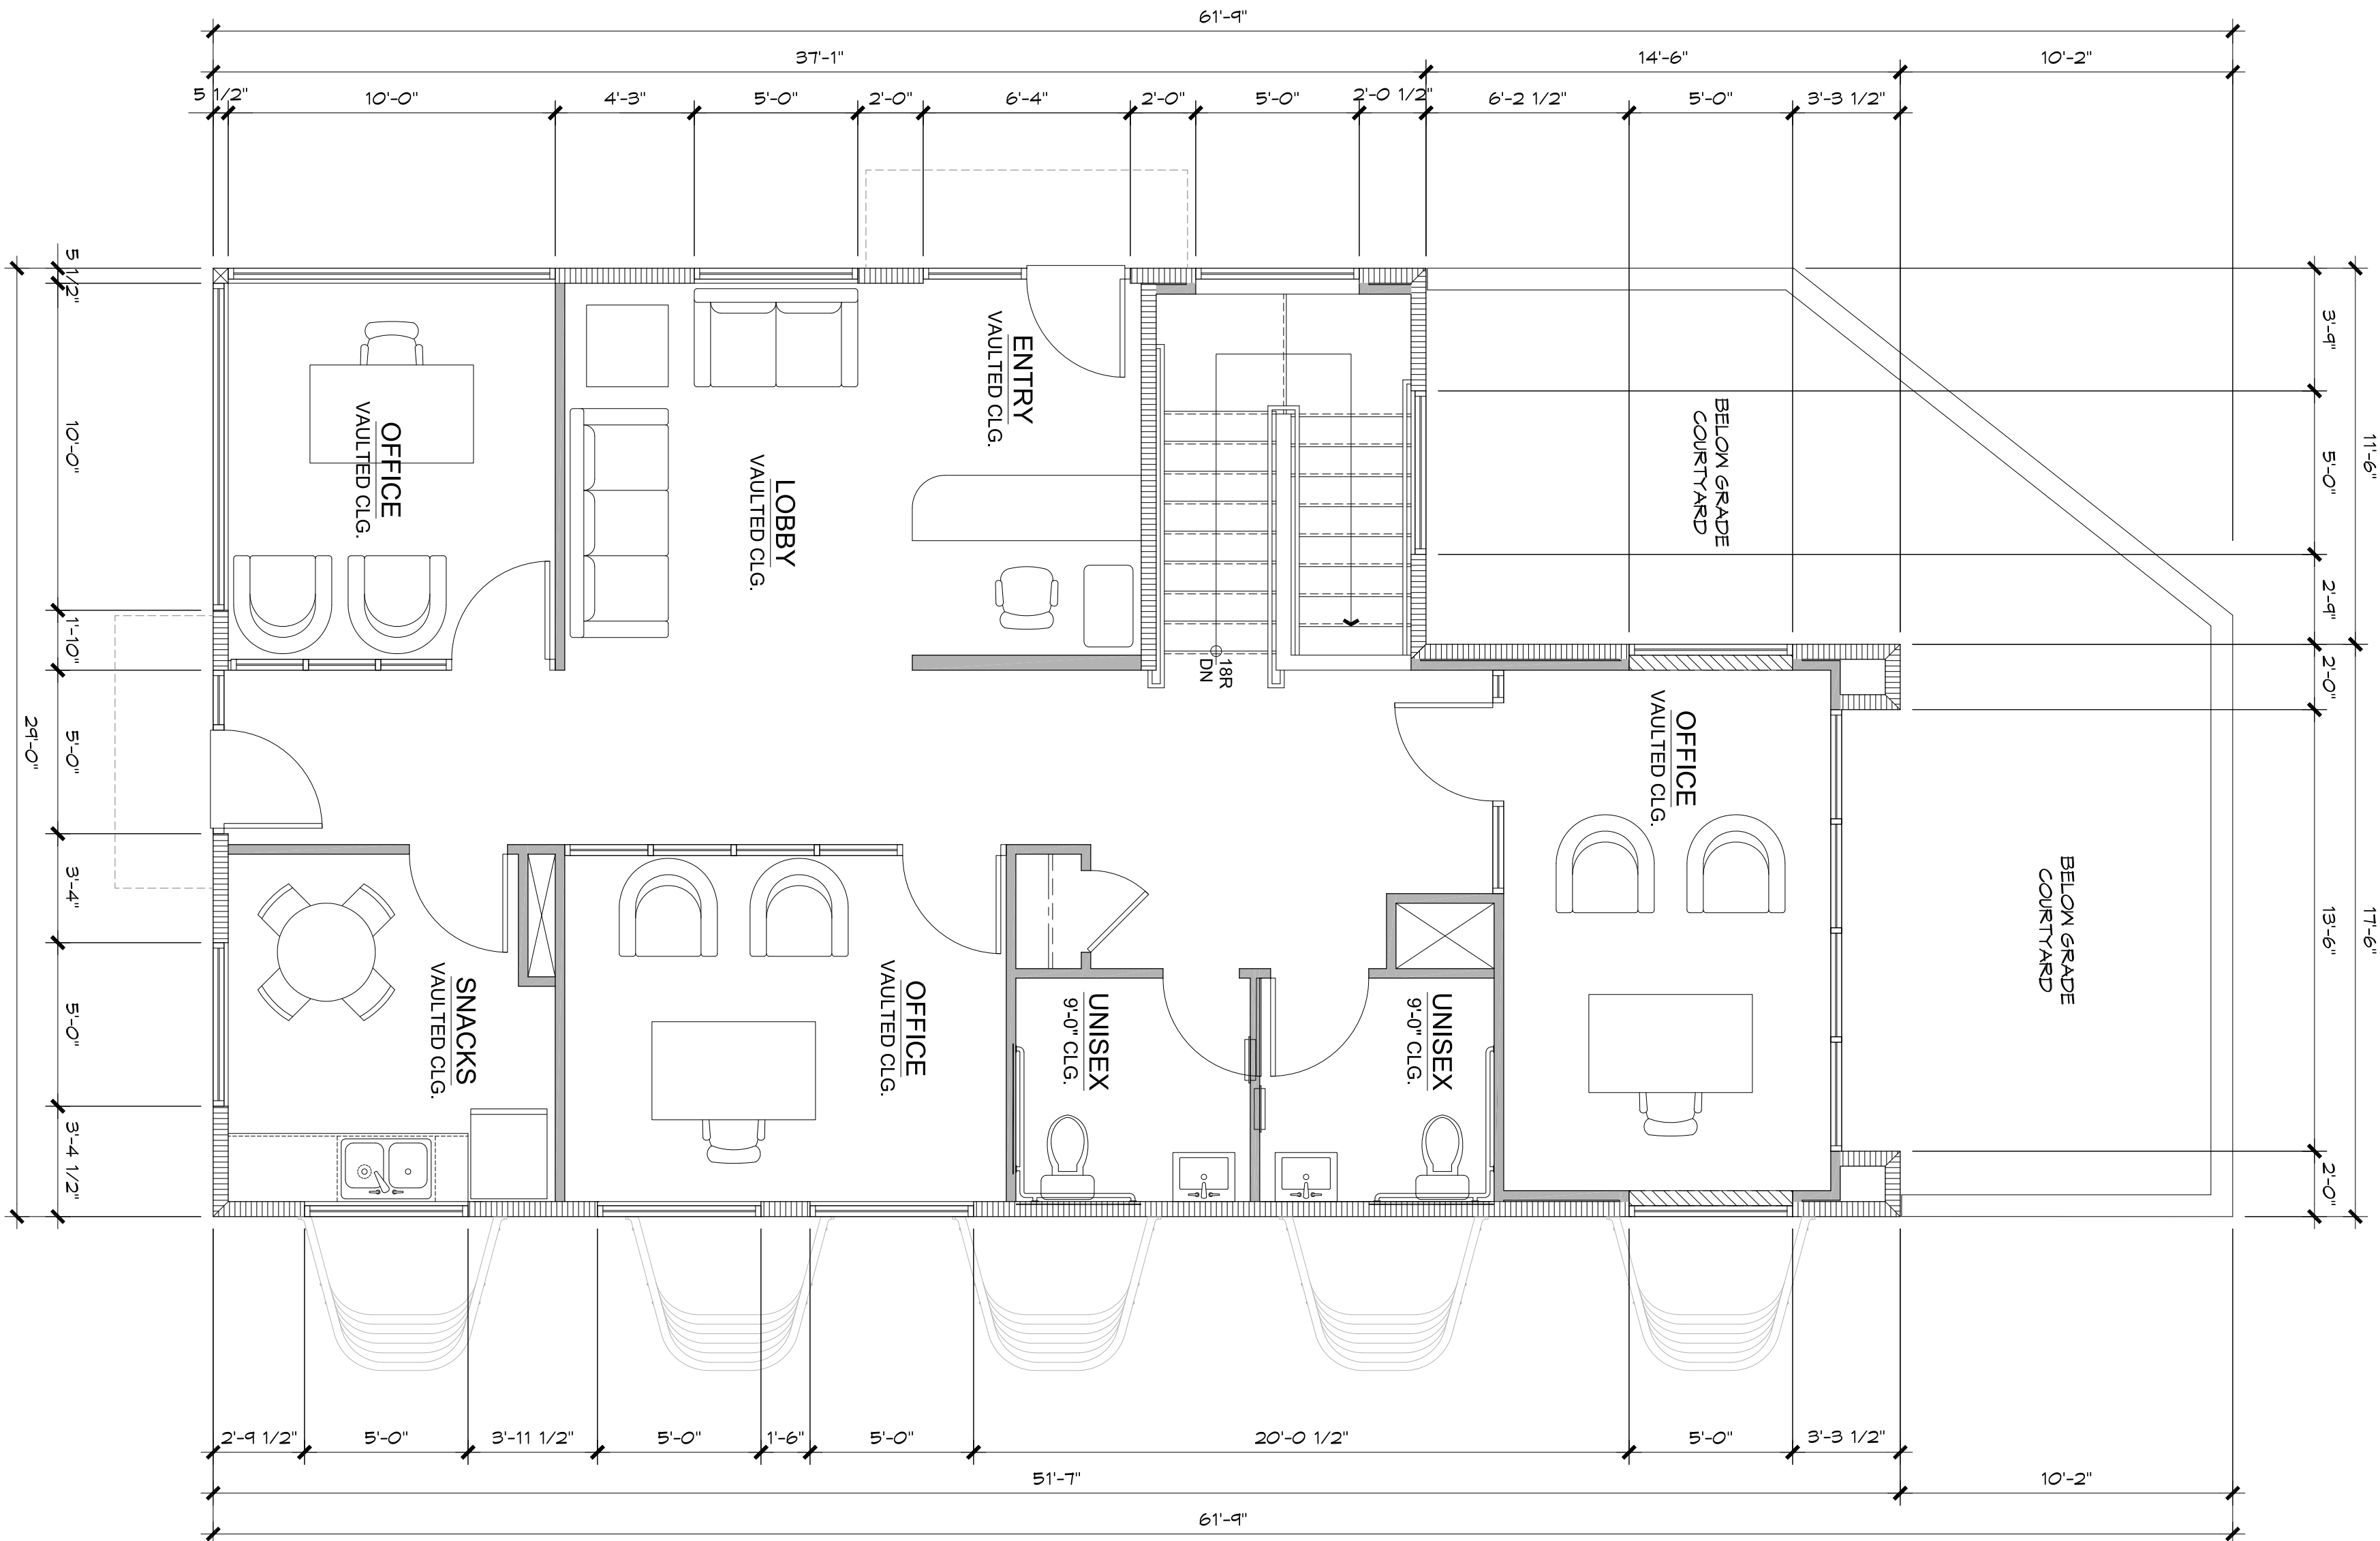 61'-9"
37'-1"
14'-6"
10'-2"
5 1/2"
10'-0"
4'-3"
5'-0"
2'-0"
6'-4"
2'-0"
5'-0"
2'-0 1/2"
6'-2 1/2"
5'-0"
3'-3 1/2"
29'-0"
5 1/2"
10'-0"
1'-10"
5'-0"
3'-4"
5'-0"
3'-4 1/2"
OFFICE
VAULTED CLG.
LOBBY
VAULTED CLG.
ENTRY
VAULTED CLG.
18R
DN
BELOW GRADE
COURTYARD
OFFICE
VAULTED CLG.
BELOW GRADE
COURTYARD
SNACKS
VAULTED CLG.
OFFICE
VAULTED CLG.
UNISEX
9'-0" CLG.
UNISEX
9'-0" CLG.
3'-9"
5'-0"
2'-9"
2'-0"
13'-6"
2'-0"
11'-6"
17'-6"
2'-9 1/2"
5'-0"
3'-11 1/2"
5'-0"
1'-6"
5'-0"
20'-0 1/2"
5'-0"
3'-3 1/2"
51'-7"
10'-2"
61'-9"